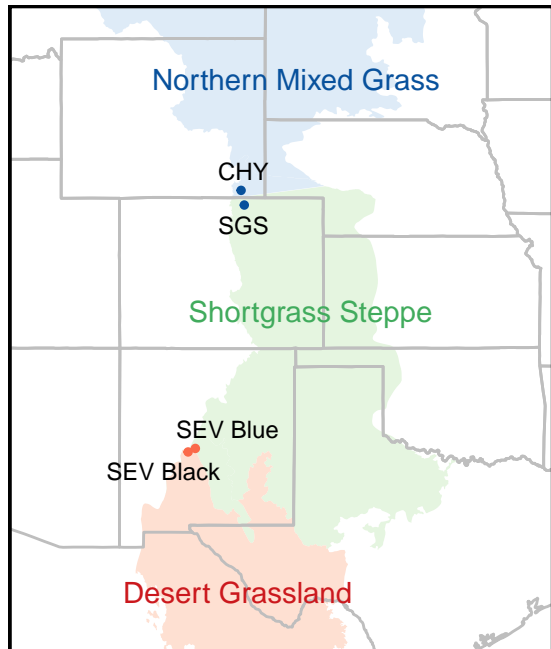 Northern Mixed Grass
CHY
SGS
Shortgrass Steppe
SEV Blue
SEV Black
Desert Grassland